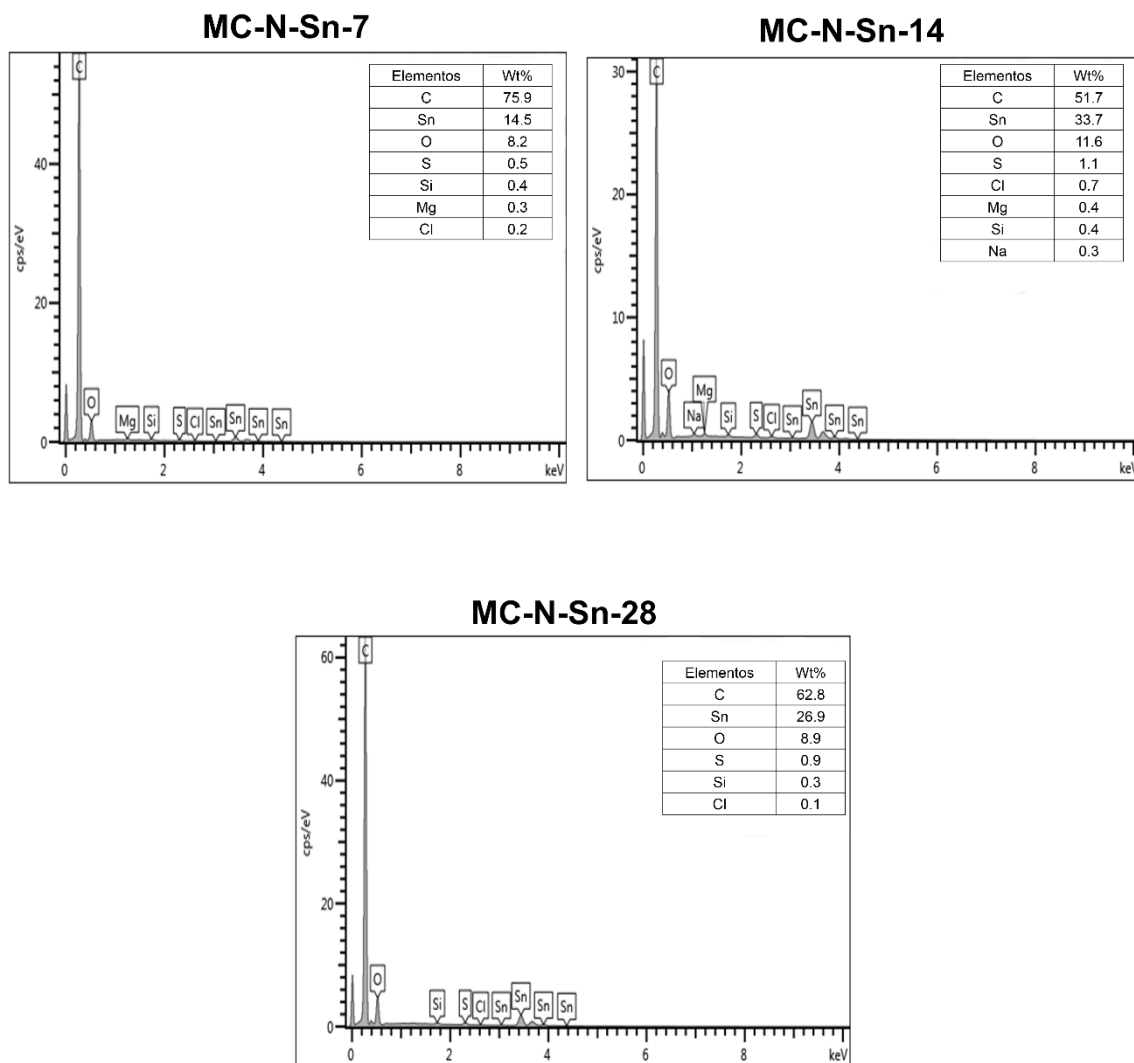 MC-N-Sn-7
C
Elementos Wt%
C 75.9
Sn 14.5
O 8.2
S 0.5
Si 0.4
Mg 0.3
Cl 0.2
40
20
0
cps/eV
O
Mg Si S Cl Sn Sn Sn Sn
0 2 4 6 8 keV
MC-N-Sn-14
C
Elementos Wt%
C 51.7
Sn 33.7
O 11.6
S 1.1
Cl 0.7
Mg 0.4
Si 0.4
Na 0.3
30
20
10
0
cps/eV
O
Na Mg Si S Cl Sn Sn Sn Sn
0 2 4 6 8 keV
MC-N-Sn-28
C
Elementos Wt%
C 62.8
Sn 26.9
O 8.9
S 0.9
Si 0.3
Cl 0.1
60
40
20
0
cps/eV
O
Si S Cl Sn Sn Sn Sn
0 2 4 6 8 keV